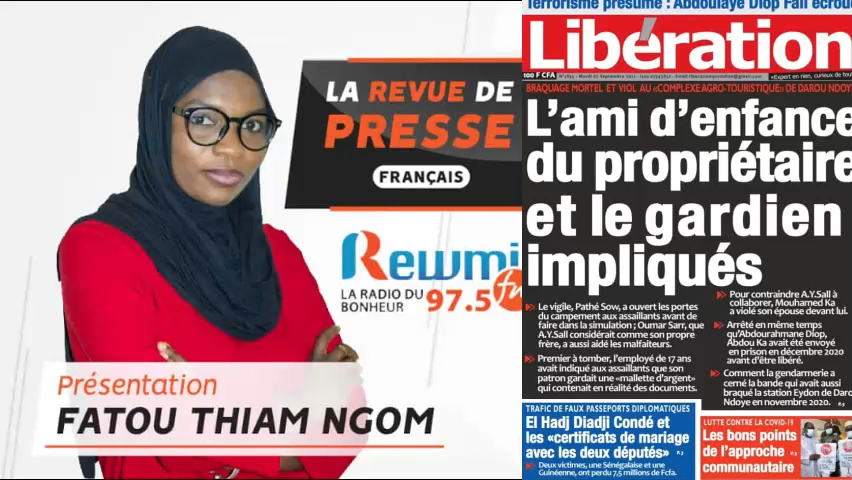 LA REVUE DE
PRESSE
FRANÇAIS
Rewmi fm
LA RADIO DU
BONHEUR
97.5
Présentation
FATOU THIAM NGOM
Terrorisme présumé : Abdoulaye Diop Fall écroué
Libération
100 F CFA
BRAQUAGE MORTEL ET VIOL AU «COMPLEXE AGRO-TOURISTIQUE» DE DAROU NDOY
L'ami d'enfance
du propriétaire
et le gardien
impliqués
Le vigile, Pathé Sow, a ouvert les portes
du campement aux assaillants avant de
faire dans la simulation ; Oumar Sarr, que
A.Y.Sall considérait comme son propre
frère, a aussi aidé les malfaiteurs.
Premier à tomber, l'employé de 17 ans
avait indiqué aux assaillants que son
patron gardait une «mallette d'argent»
qui contenait en réalité des documents.
Pour contraindre A.Y.Sall à
collaborer, Mouhamed Ka
a violé son épouse devant lui.
Arrêté en même temps
qu'Abdourahmane Diop,
Abdou Ka avait été envoyé
en prison en décembre 2020
avant d'être libéré.
Comment la gendarmerie a
cerné la bande qui avait aussi
braqué la station Eydon de Daro
Ndoye en novembre 2020. P.5
TRAFIC DE FAUX PASSEPORTS DIPLOMATIQUES
El Hadj Diadji Condé et
les «certificats de mariage
avec les deux députés» P.3
Deux victimes, une Sénégalaise et une
Guinéenne, ont perdu 7,5 millions de Fcfa.
LUTTE CONTRE LA COVID-19
Les bons points
de l'approche
communautaire